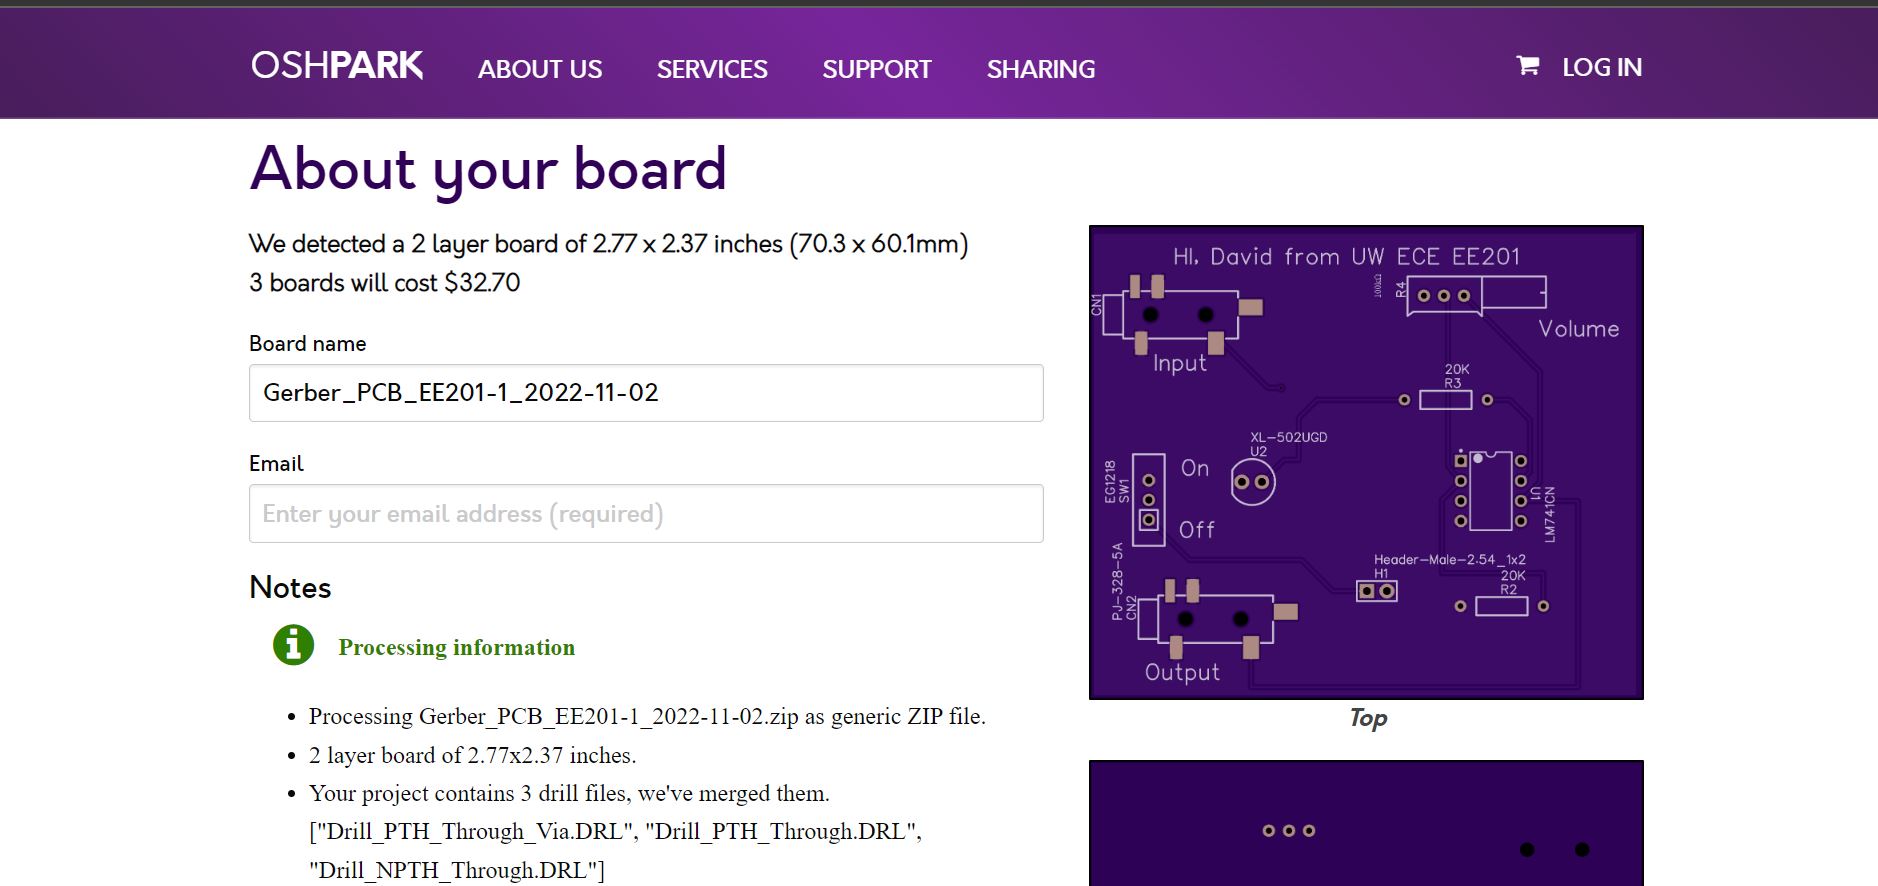 OSHPARK
ABOUT US
SERVICES
SUPPORT
SHARING
LOG IN
About your board
We detected a 2 layer board of 2.77 x 2.37 inches (70.3 x 60.1mm)
3 boards will cost $32.70
Board name
Gerber_PCB_EE201-1_2022-11-02
Email
Enter your email address (required)
Notes
Processing information
Processing Gerber_PCB_EE201-1_2022-11-02.zip as generic ZIP file.
2 layer board of 2.77x2.37 inches.
Your project contains 3 drill files, we've merged them.
["Drill_PTH_Through_Via.DRL", "Drill_PTH_Through.DRL",
"Drill_NPTH_Through.DRL"]
HI, David from UW ECE EE201
CN1
Input
100kΩ
R4
Volume
20K
R3
XL-502UGD
U2
EG1218
SW1
On
Off
U1
LM741CN
Header-Male-2.54_1x2
H1
20K
R2
PJ-328-5A
CN2
Output
Top